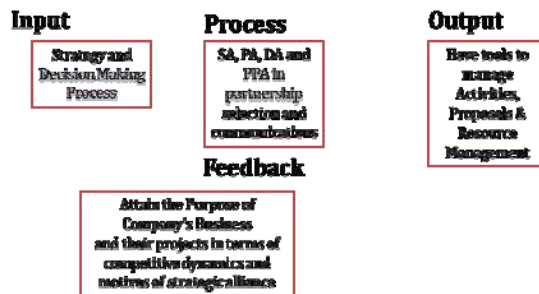 Input
Strategy and
Decision Making
Process
Process
SA, PA, DA and
PPA in
partnership
selection and
communications
Output
Have tools to
manage
Activities,
Proposals &
Resource
Management
Feedback
Attain the Purpose of
Company's Business
and their projects in terms of
competitive dynamics and
motives of strategic alliance